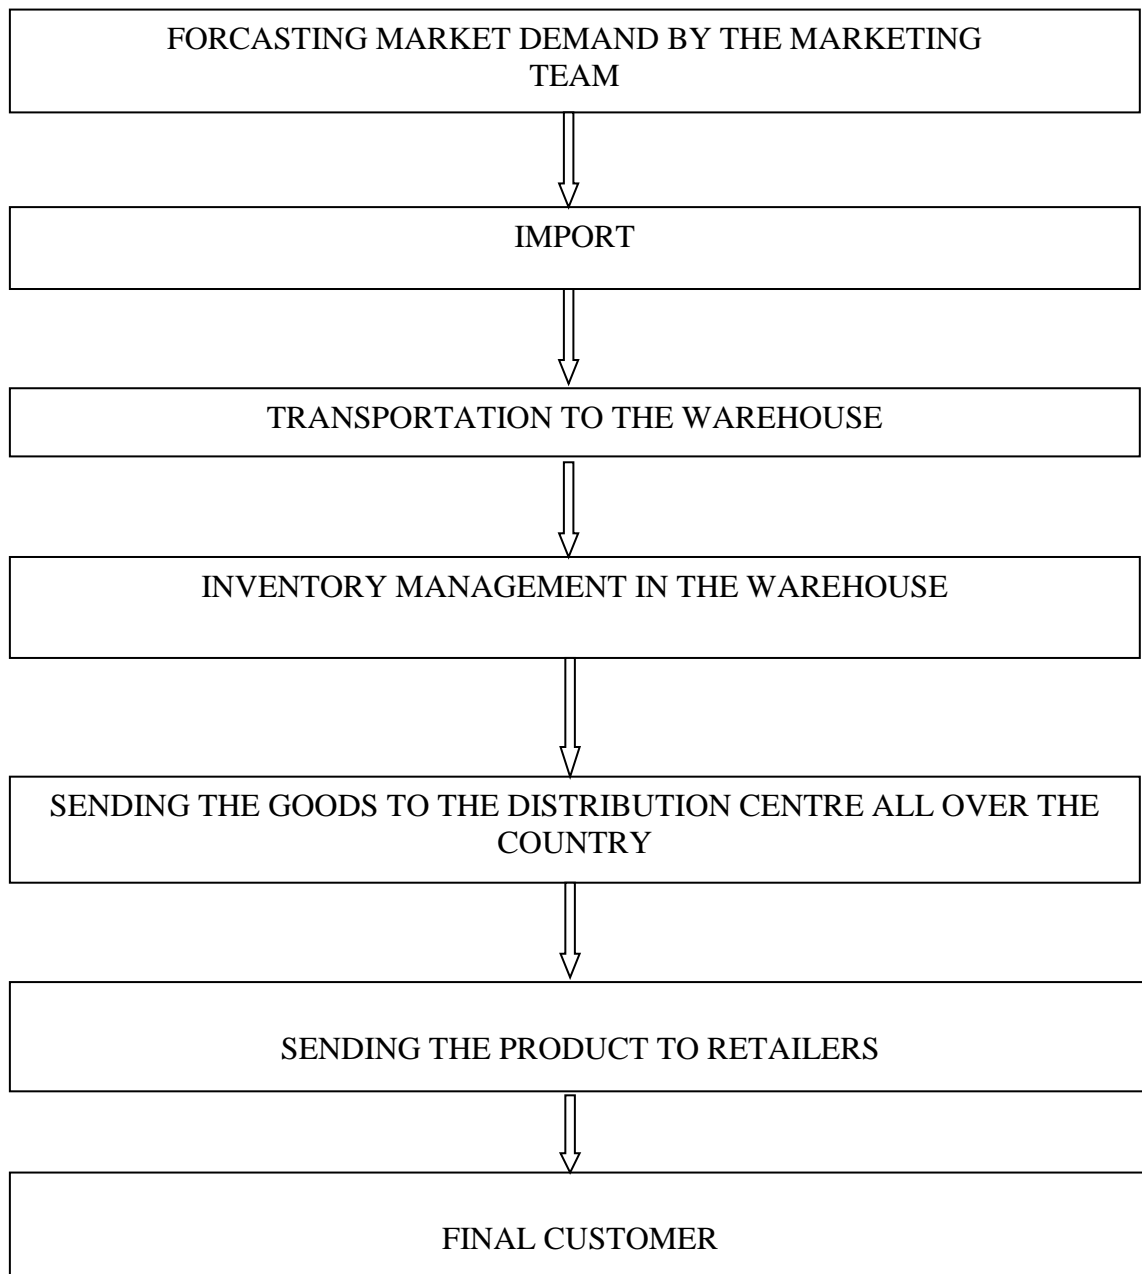 FORCASTING MARKET DEMAND BY THE MARKETING
TEAM
IMPORT
TRANSPORTATION TO THE WAREHOUSE
INVENTORY MANAGEMENT IN THE WAREHOUSE
SENDING THE GOODS TO THE DISTRIBUTION CENTRE ALL OVER THE
COUNTRY
SENDING THE PRODUCT TO RETAILERS
FINAL CUSTOMER